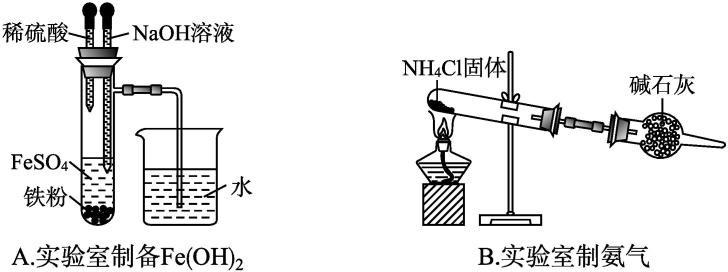 稀硫酸 NaOH溶液
FeSO₄
铁粉
水
A.实验室制备Fe(OH)₂
NH₄Cl固体
碱石灰
B.实验室制氨气